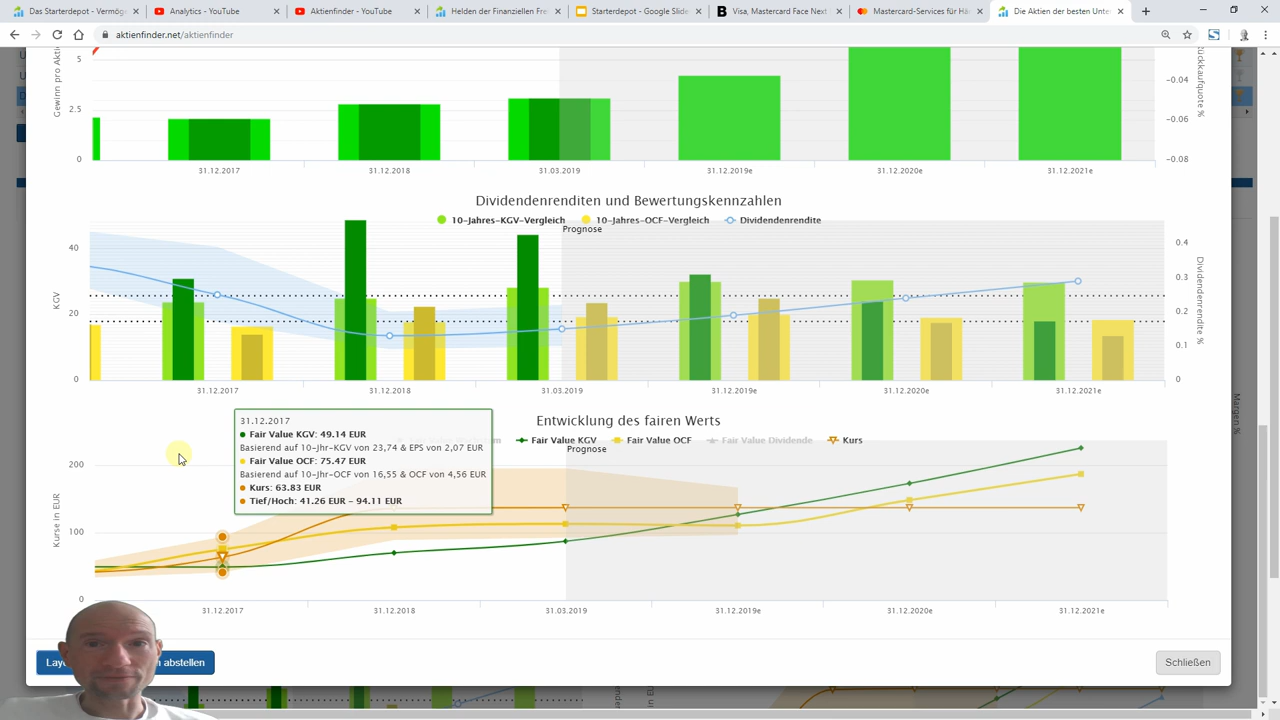 Das Starterdepot - Vermög
Analytics - YouTube
Aktienfinder - YouTube
Helden der Finanziellen Fre
Starterdepot - Google Slide
Visa, Mastercard Face Next
Mastercard-Services für Hä
Die Aktien der besten Unter
aktienfinder.net/aktienfinder
Gewinn pro Aktie
5
2.5
0
-0.04
-0.06
-0.08
Rückkaufquote %
31.12.2017
31.12.2018
31.03.2019
31.12.2019e
31.12.2020e
31.12.2021e
Dividendenrenditen und Bewertungskennzahlen
10-Jahres-KGV-Vergleich
10-Jahres-OCF-Vergleich
Dividendenrendite
Prognose
KGV
40
20
0
0.4
0.3
0.2
0.1
0
Dividendenrendite %
31.12.2017
31.12.2018
31.03.2019
31.12.2019e
31.12.2020e
31.12.2021e
Entwicklung des fairen Werts
Fair Value KGV
Fair Value OCF
Fair Value Dividende
Kurs
Prognose
31.12.2017
Fair Value KGV: 49.14 EUR
Basierend auf 10-Jhr-KGV von 23,74 & EPS von 2,07 EUR
Fair Value OCF: 75.47 EUR
Basierend auf 10-Jhr-OCF von 16,55 & OCF von 4,56 EUR
Kurs: 63.83 EUR
Tief/Hoch: 41.26 EUR – 94.11 EUR
Kurse in EUR
200
100
0
31.12.2017
31.12.2018
31.03.2019
31.12.2019e
31.12.2020e
31.12.2021e
Margen %
abstellen
Schließen